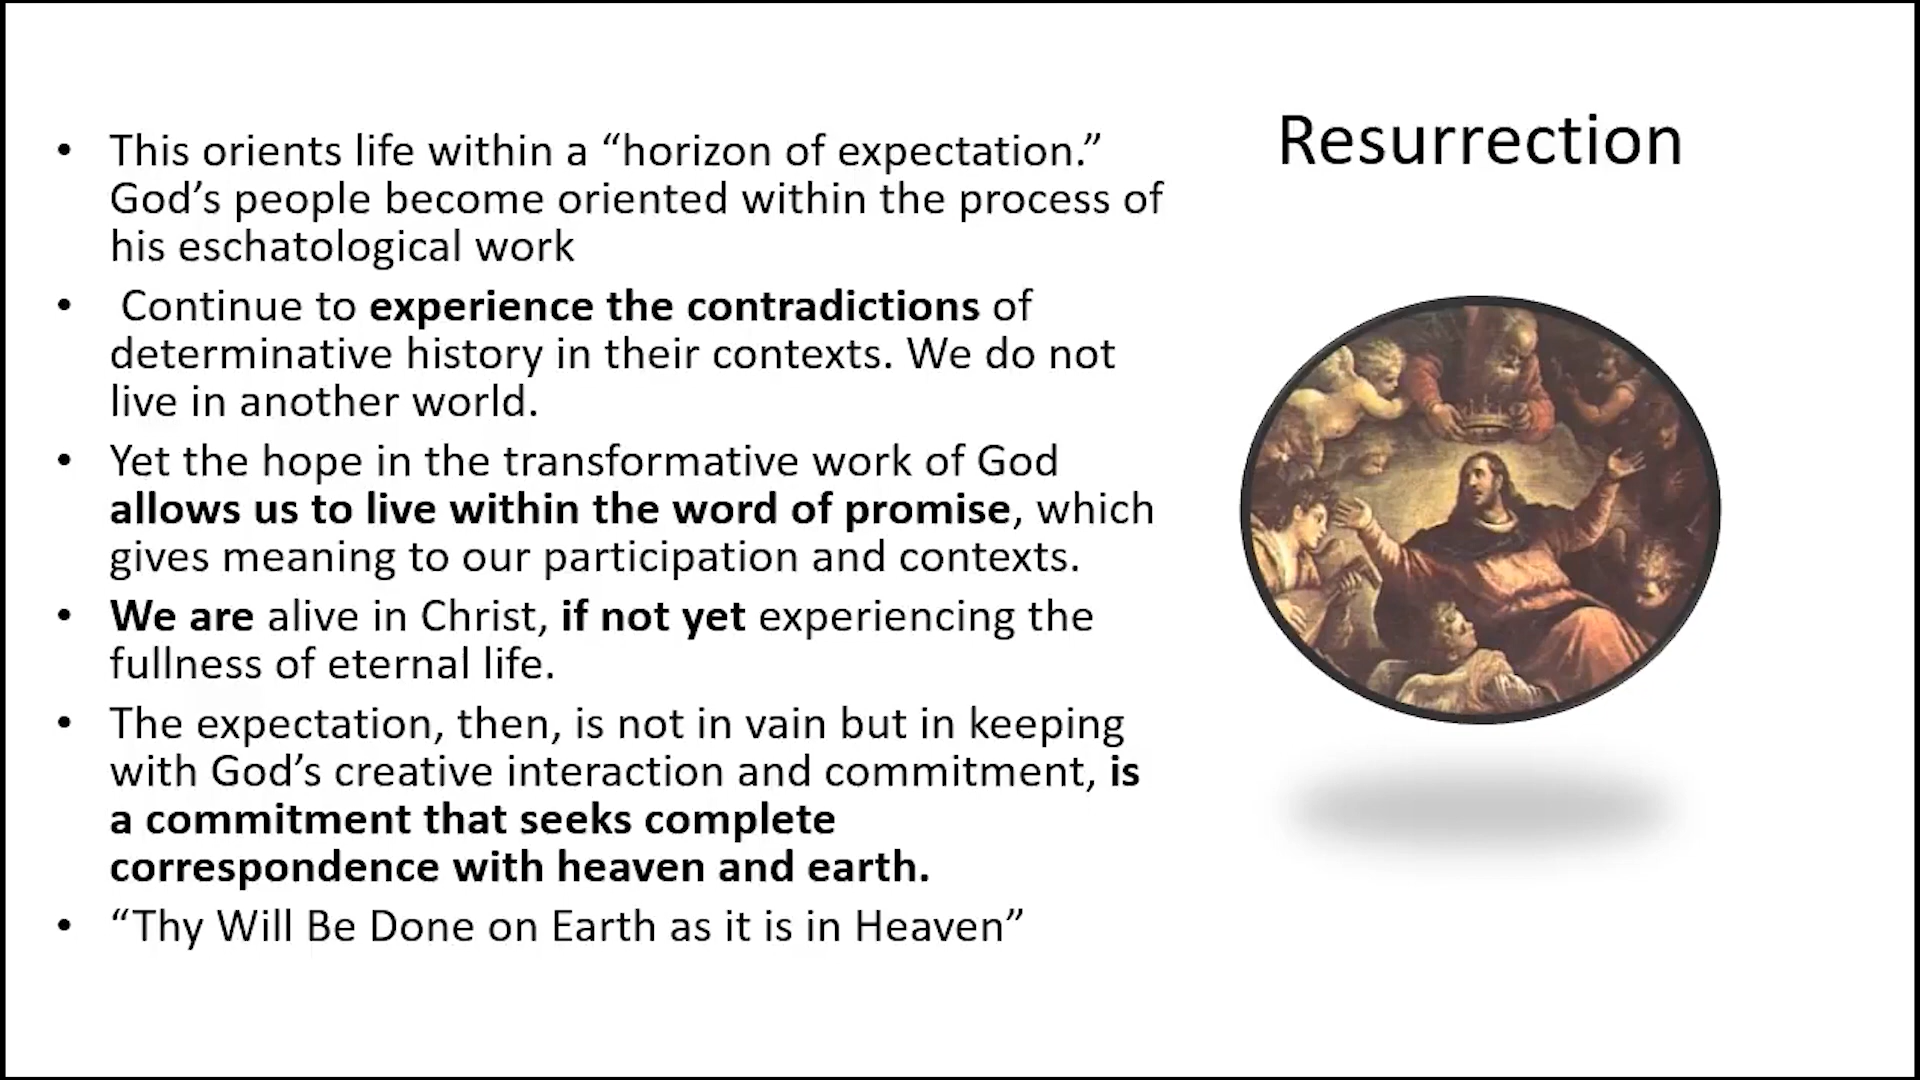 Resurrection
• This orients life within a “horizon of expectation.”
God’s people become oriented within the process of
his eschatological work
• Continue to experience the contradictions of
determinative history in their contexts. We do not
live in another world.
• Yet the hope in the transformative work of God
allows us to live within the word of promise, which
gives meaning to our participation and contexts.
• We are alive in Christ, if not yet experiencing the
fullness of eternal life.
• The expectation, then, is not in vain but in keeping
with God’s creative interaction and commitment, is
a commitment that seeks complete
correspondence with heaven and earth.
• “Thy Will Be Done on Earth as it is in Heaven”